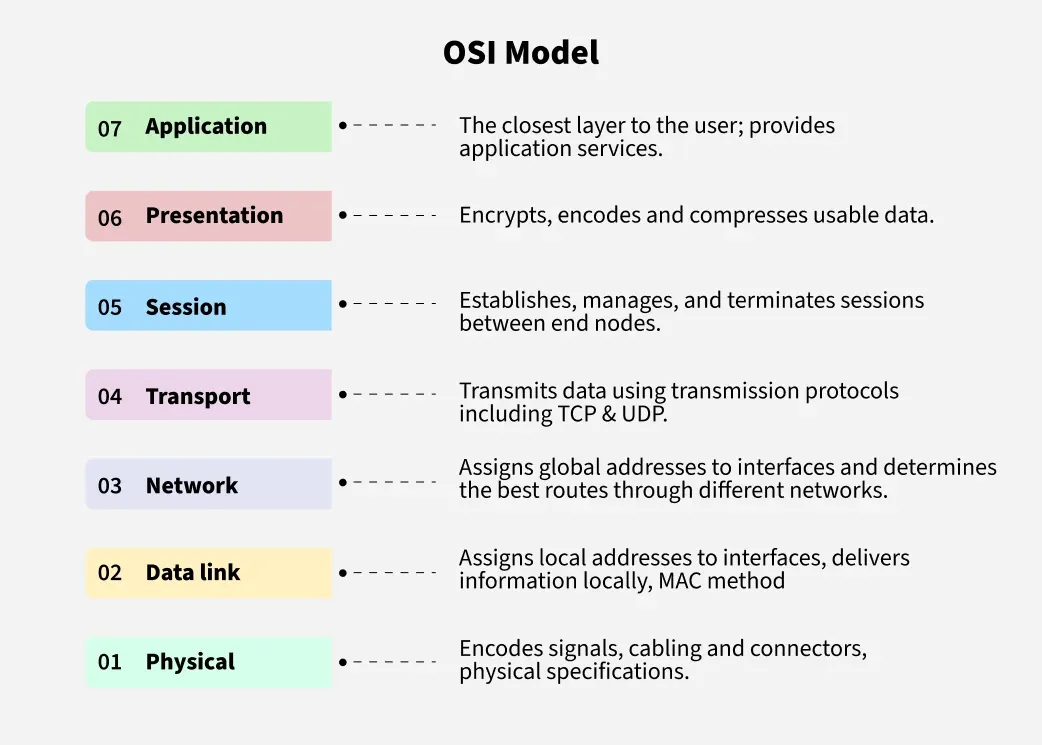 OSI Model
07 Application
The closest layer to the user; provides
application services.
06 Presentation
Encrypts, encodes and compresses usable data.
05 Session
Establishes, manages, and terminates sessions
between end nodes.
04 Transport
Transmits data using transmission protocols
including TCP & UDP.
03 Network
Assigns global addresses to interfaces and determines
the best routes through different networks.
02 Data link
Assigns local addresses to interfaces, delivers
information locally, MAC method
01 Physical
Encodes signals, cabling and connectors,
physical specifications.